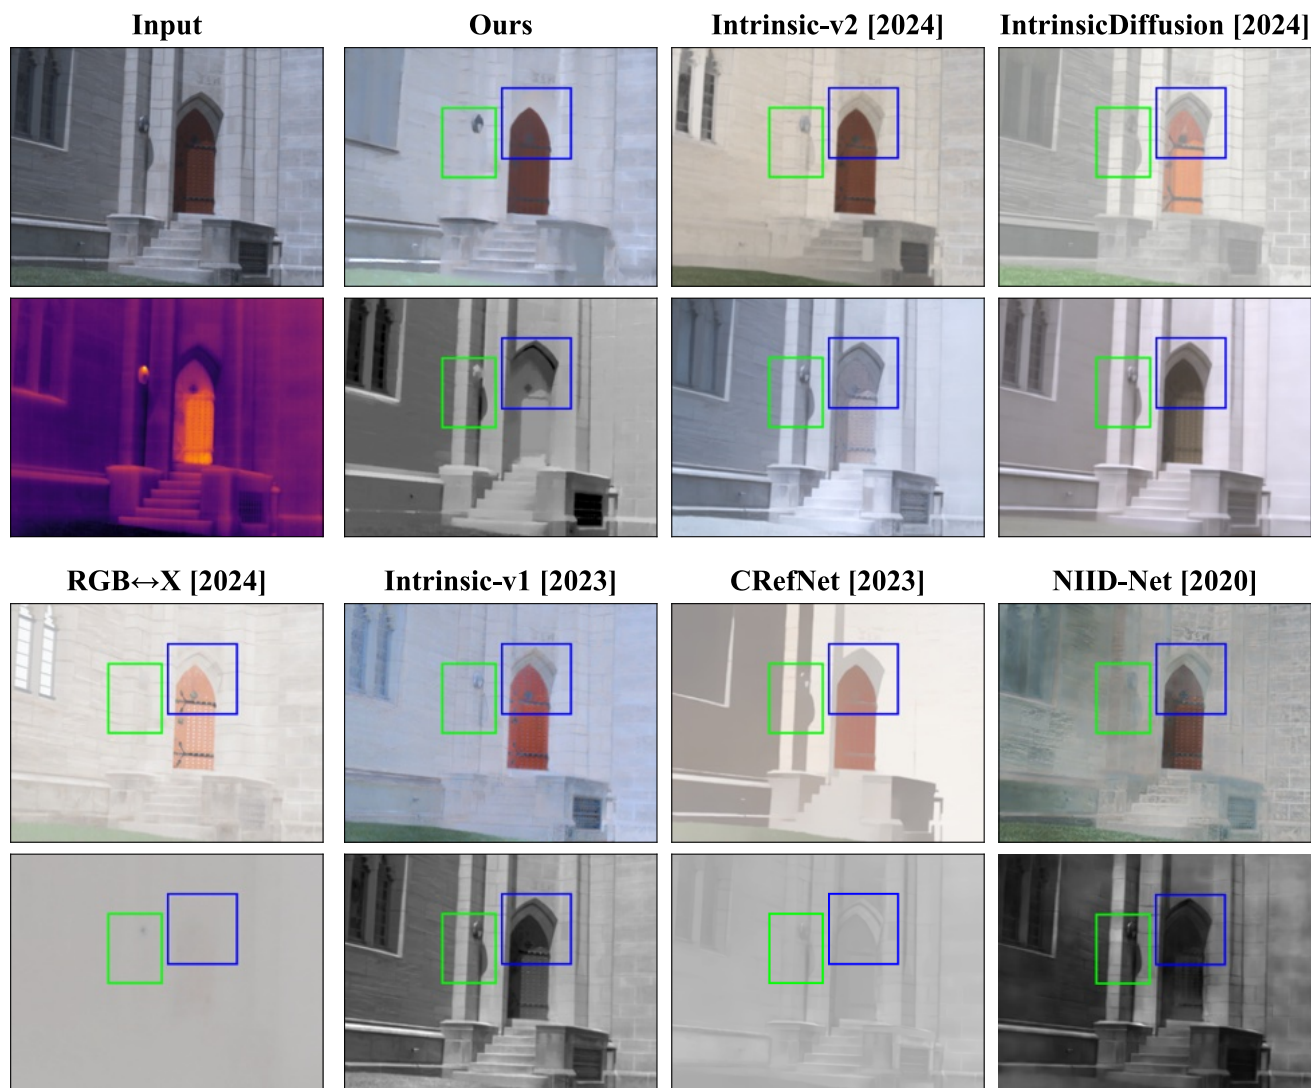 Input Ours Intrinsic-v2 [2024] IntrinsicDiffusion [2024]
RGB↔X [2024] Intrinsic-v1 [2023] CRefNet [2023] NIID-Net [2020]